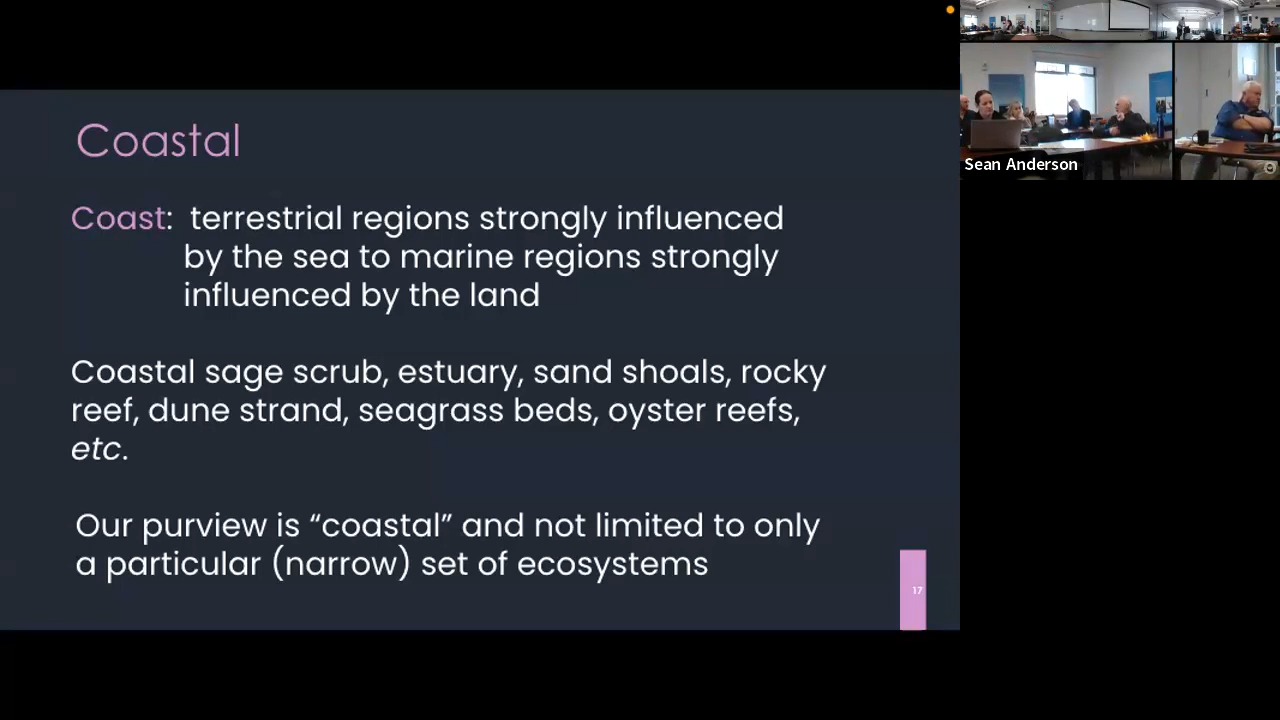 Coastal
Coast: terrestrial regions strongly influenced
by the sea to marine regions strongly
influenced by the land
Coastal sage scrub, estuary, sand shoals, rocky
reef, dune strand, seagrass beds, oyster reefs,
etc.
Our purview is “coastal” and not limited to only
a particular (narrow) set of ecosystems
17
Sean Anderson